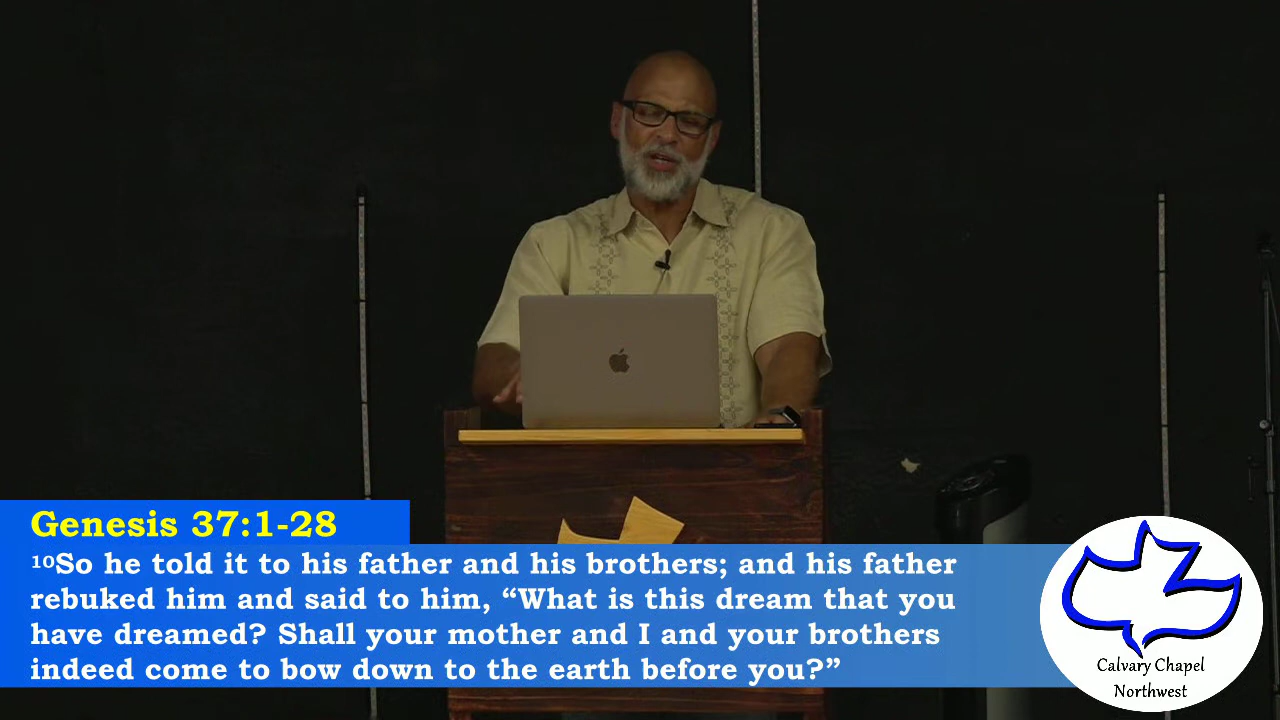 Genesis 37:1-28
¹⁰So he told it to his father and his brothers; and his father
rebuked him and said to him, “What is this dream that you
have dreamed? Shall your mother and I and your brothers
indeed come to bow down to the earth before you?”
Calvary Chapel
Northwest